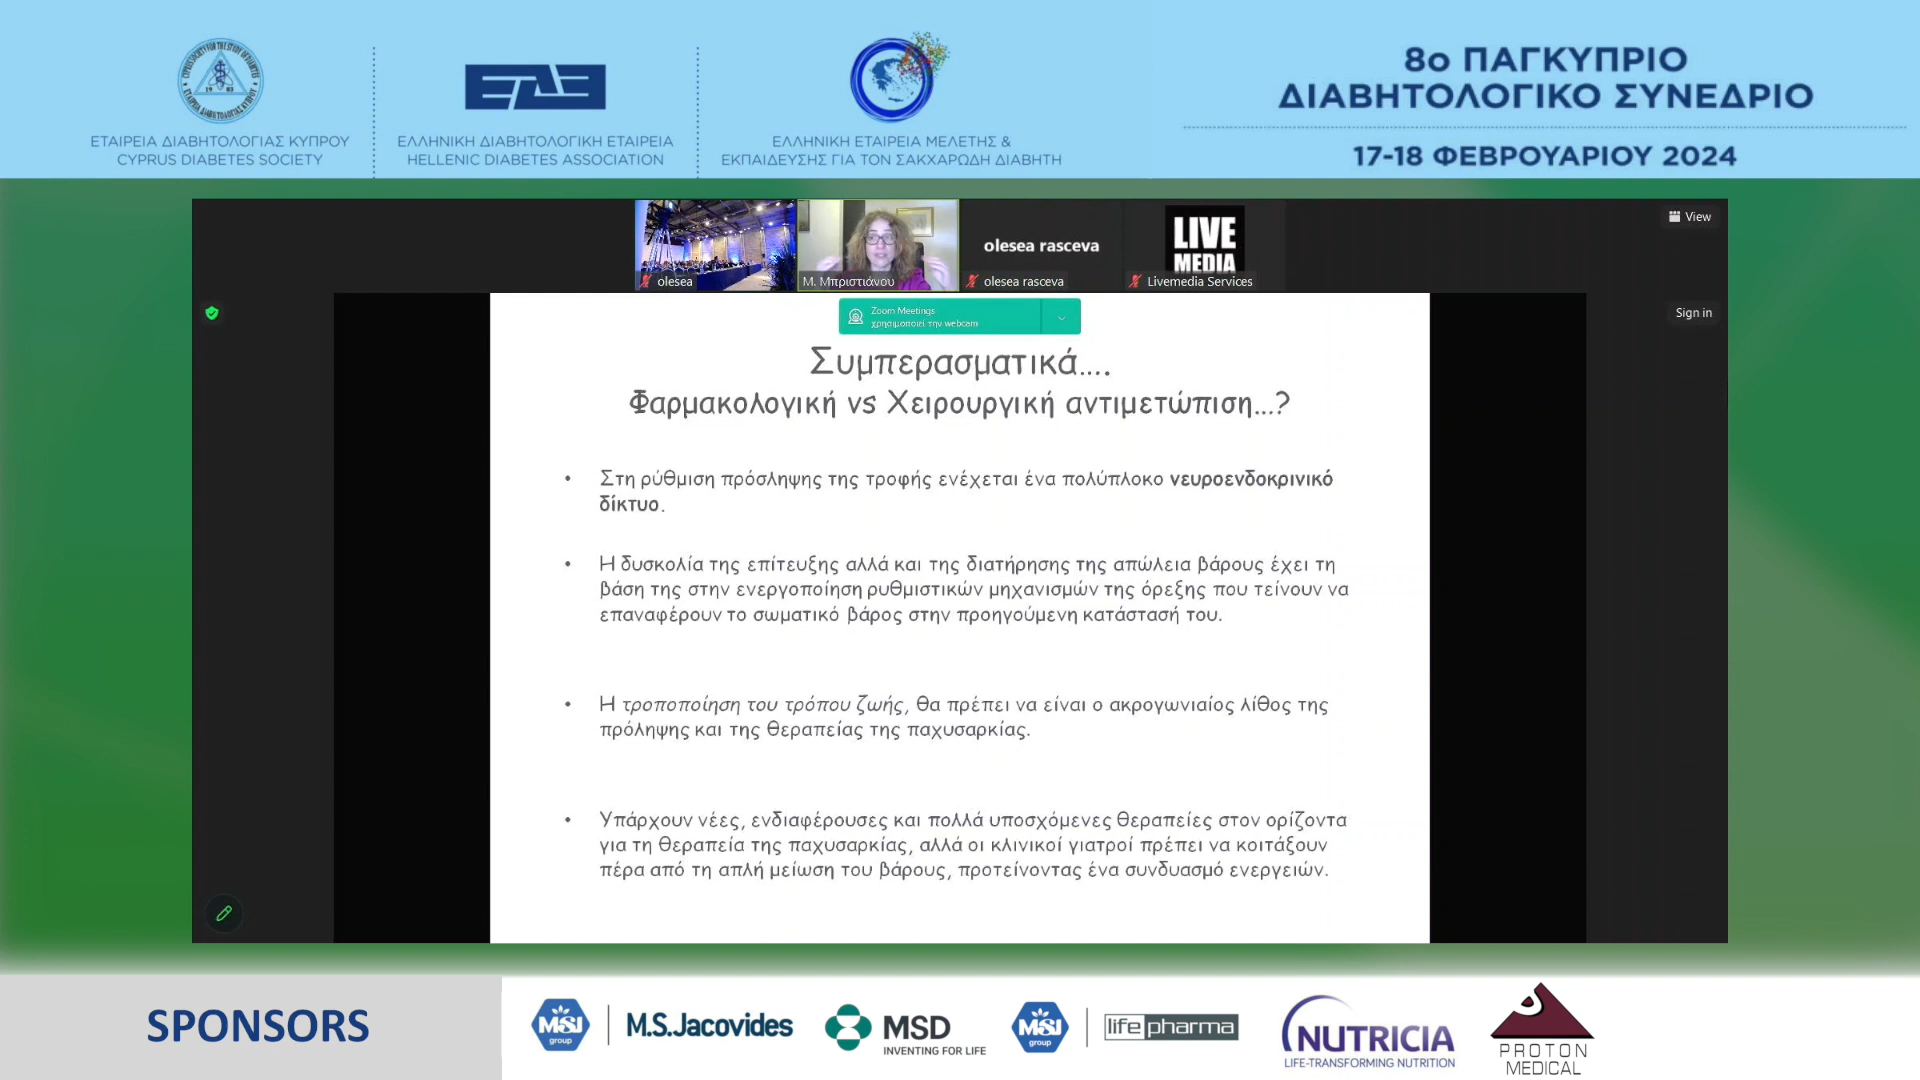 ΕΤΑΙΡΕΙΑ ΔΙΑΒΗΤΟΛΟΓΙΑΣ ΚΥΠΡΟΥ
CYPRUS DIABETES SOCIETY
ΕΛΛΗΝΙΚΗ ΔΙΑΒΗΤΟΛΟΓΙΚΗ ΕΤΑΙΡΕΙΑ
HELLENIC DIABETES ASSOCIATION
ΕΛΛΗΝΙΚΗ ΕΤΑΙΡΕΙΑ ΜΕΛΕΤΗΣ &
ΕΚΠΑΙΔΕΥΣΗΣ ΓΙΑ ΤΟΝ ΣΑΚΧΑΡΩΔΗ ΔΙΑΒΗΤΗ
8ο ΠΑΓΚΥΠΡΙΟ
ΔΙΑΒΗΤΟΛΟΓΙΚΟ ΣΥΝΕΔΡΙΟ
17-18 ΦΕΒΡΟΥΑΡΙΟΥ 2024
olesea
Μ. Μπριστιάνου
olesea rasceva
olesea rasceva
LIVE
MEDIA
Livemedia Services
View
Sign in
Zoom Meetings
χρησιμοποιεί την webcam
Συμπερασματικά....
Φαρμακολογική vs Χειρουργική αντιμετώπιση...?
• Στη ρύθμιση πρόσληψης της τροφής ενέχεται ένα πολύπλοκο νευροενδοκρινικό
δίκτυο.
• Η δυσκολία της επίτευξης αλλά και της διατήρησης της απώλεια βάρους έχει τη
βάση της στην ενεργοποίηση ρυθμιστικών μηχανισμών της όρεξης που τείνουν να
επαναφέρουν το σωματικό βάρος στην προηγούμενη κατάστασή του.
• Η τροποποίηση του τρόπου ζωής, θα πρέπει να είναι ο ακρογωνιαίος λίθος της
πρόληψης και της θεραπείας της παχυσαρκίας.
• Υπάρχουν νέες, ενδιαφέρουσες και πολλά υποσχόμενες θεραπείες στον ορίζοντα
για τη θεραπεία της παχυσαρκίας, αλλά οι κλινικοί γιατροί πρέπει να κοιτάξουν
πέρα από τη απλή μείωση του βάρους, προτείνοντας ένα συνδυασμό ενεργειών.
SPONSORS
MSJ
group
M.S.Jacovides
MSD
INVENTING FOR LIFE
MSJ
group
life pharma
NUTRICIA
LIFE-TRANSFORMING NUTRITION
PROTON
MEDICAL